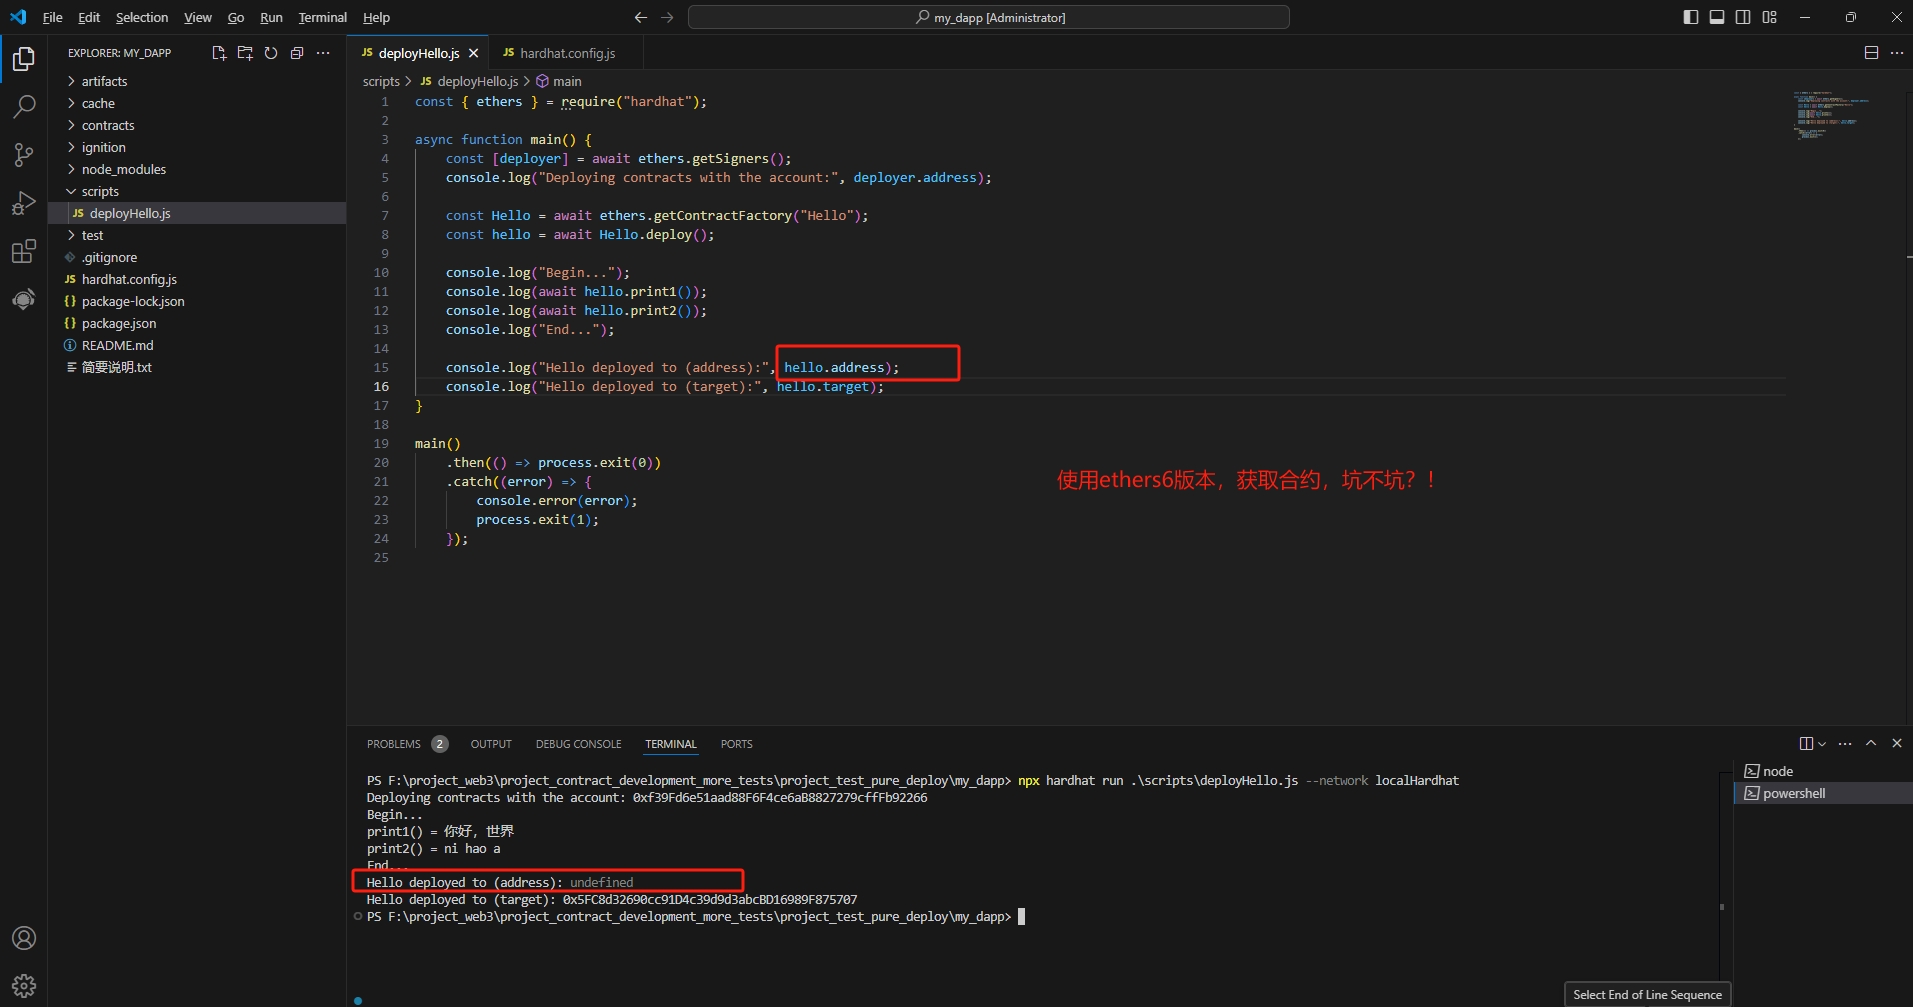 File Edit Selection View Go Run Terminal Help
my_dapp [Administrator]
EXPLORER: MY_DAPP
artifacts
cache
contracts
ignition
node_modules
scripts
JS deployHello.js
test
.gitignore
JS hardhat.config.js
{} package-lock.json
{} package.json
README.md
简要说明.txt
JS deployHello.js
JS hardhat.config.js
scripts > JS deployHello.js > main
1 const { ethers } = require("hardhat");
2
3 async function main() {
4 const [deployer] = await ethers.getSigners();
5 console.log("Deploying contracts with the account:", deployer.address);
6
7 const Hello = await ethers.getContractFactory("Hello");
8 const hello = await Hello.deploy();
9
10 console.log("Begin...");
11 console.log(await hello.print1());
12 console.log(await hello.print2());
13 console.log("End...");
14
15 console.log("Hello deployed to (address):", hello.address);
16 console.log("Hello deployed to (target):", hello.target);
17 }
18
19 main()
20 .then(() => process.exit(0))
21 .catch((error) => {
22 console.error(error);
23 process.exit(1);
24 });
25
使用ethers6版本，获取合约，坑不坑？！
PROBLEMS 2 OUTPUT DEBUG CONSOLE TERMINAL PORTS
PS F:\project_web3\project_contract_development_more_tests\project_test_pure_deploy\my_dapp> npx hardhat run .\scripts\deployHello.js --network localHardhat
Deploying contracts with the account: 0xf39Fd6e51aad88F6F4ce6aB8827279cffFb92266
Begin...
print1() = 你好，世界
print2() = ni hao a
End...
Hello deployed to (address): undefined
Hello deployed to (target): 0x5FC8d32690cc91D4c39d9d3abcBD16989F875707
PS F:\project_web3\project_contract_development_more_tests\project_test_pure_deploy\my_dapp>
node
powershell
Select End of Line Sequence